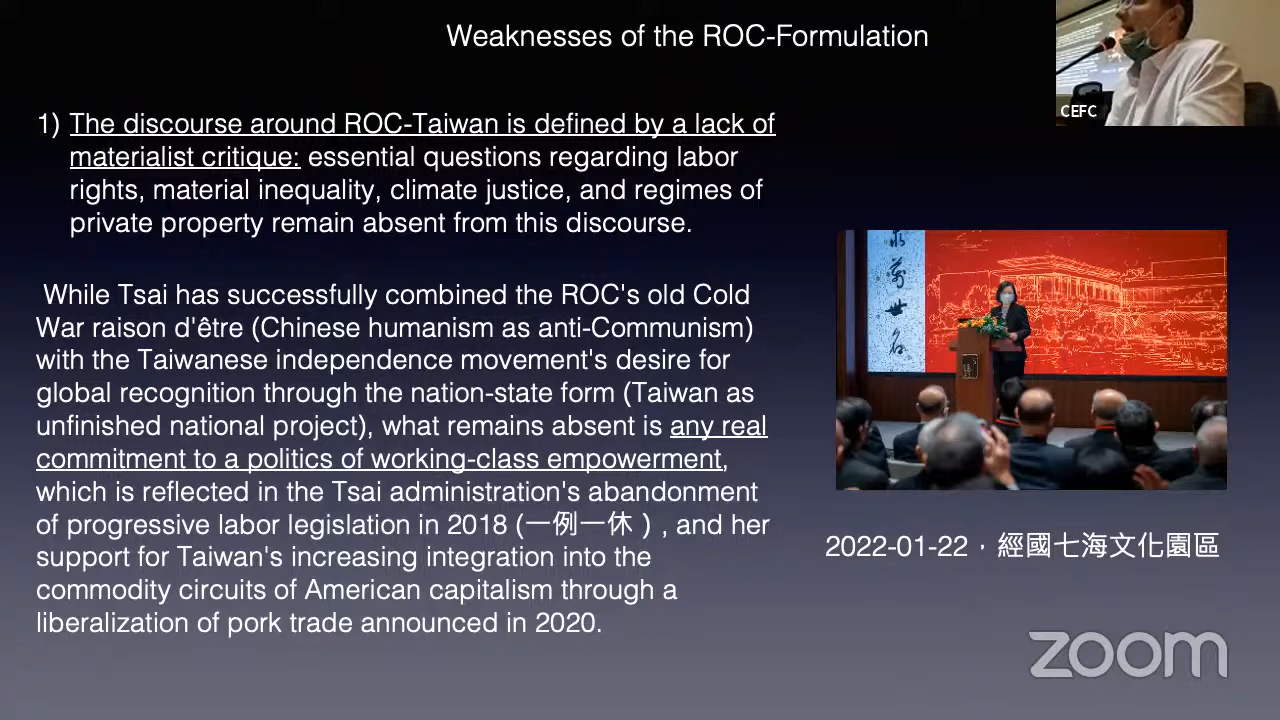 Weaknesses of the ROC-Formulation
CEFC
1) The discourse around ROC-Taiwan is defined by a lack of
materialist critique: essential questions regarding labor
rights, material inequality, climate justice, and regimes of
private property remain absent from this discourse.
While Tsai has successfully combined the ROC's old Cold
War raison d'être (Chinese humanism as anti-Communism)
with the Taiwanese independence movement's desire for
global recognition through the nation-state form (Taiwan as
unfinished national project), what remains absent is any real
commitment to a politics of working-class empowerment,
which is reflected in the Tsai administration's abandonment
of progressive labor legislation in 2018 (一例一休 ) , and her
support for Taiwan's increasing integration into the
commodity circuits of American capitalism through a
liberalization of pork trade announced in 2020.
萬世名
2022-01-22，經國七海文化園區
zoom